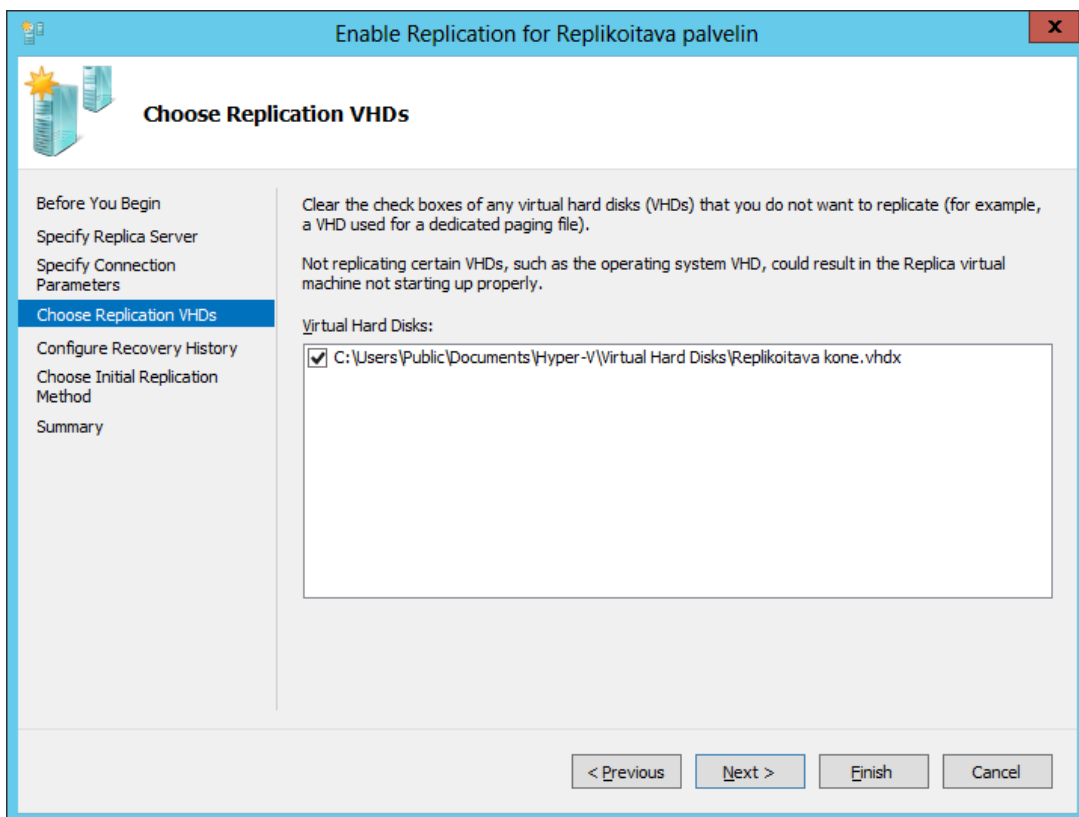 Enable Replication for Replikoitava palvelin
x
Choose Replication VHDs
Before You Begin
Specify Replica Server
Specify Connection
Parameters
Choose Replication VHDs
Configure Recovery History
Choose Initial Replication
Method
Summary
Clear the check boxes of any virtual hard disks (VHDs) that you do not want to replicate (for example,
a VHD used for a dedicated paging file).
Not replicating certain VHDs, such as the operating system VHD, could result in the Replica virtual
machine not starting up properly.
Virtual Hard Disks:
C:\Users\Public\Documents\Hyper-V\Virtual Hard Disks\Replikoitava kone.vhdx
< Previous
Next >
Finish
Cancel